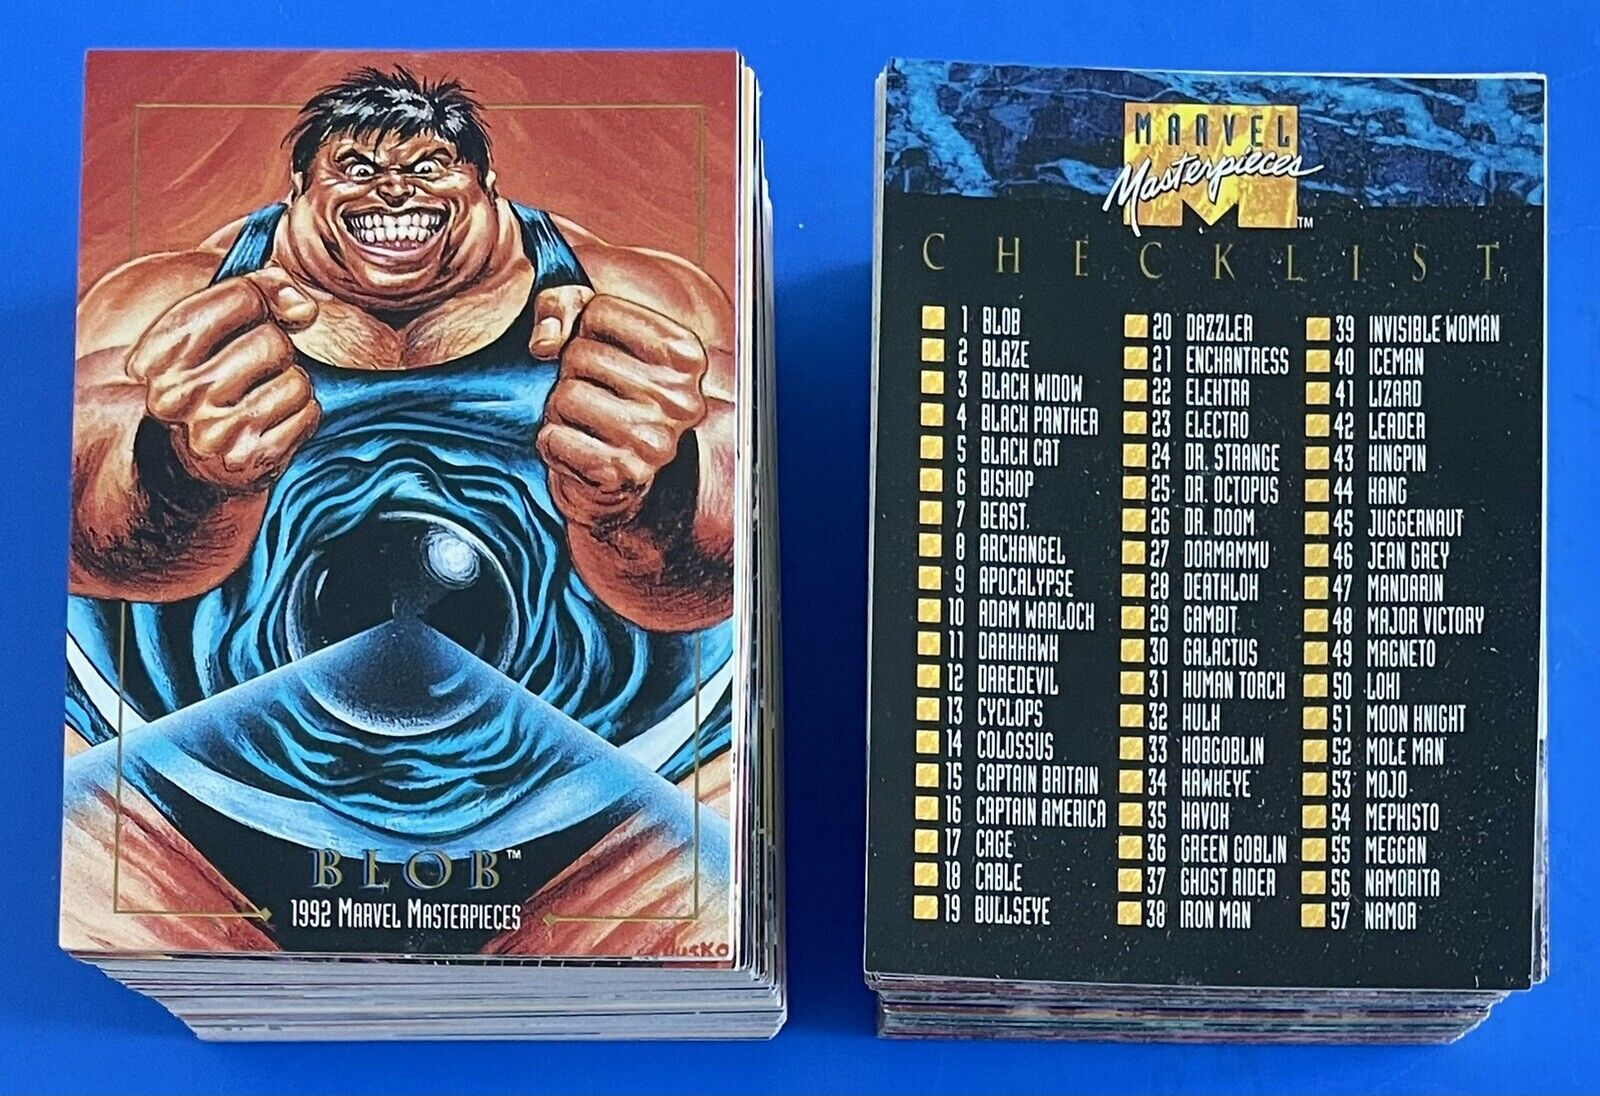 BLOB™
1992 MARVEL MASTERPIECES
MARVEL
Masterpieces
™
CHECKLIST
1 BLOB
2 BLAZE
3 BLACK WIDOW
4 BLACK PANTHER
5 BLACK CAT
6 BISHOP
7 BEAST
8 ARCHANGEL
9 APOCALYPSE
10 ADAM WARLOCK
11 DARKHAWK
12 DAREDEVIL
13 CYCLOPS
14 COLOSSUS
15 CAPTAIN BRITAIN
16 CAPTAIN AMERICA
17 CAGE
18 CABLE
19 BULLSEYE
20 DAZZLER
21 ENCHANTRESS
22 ELEKTRA
23 ELECTRO
24 DR. STRANGE
25 DR. OCTOPUS
26 DR. DOOM
27 DORMAMMU
28 DEATHLOK
29 GAMBIT
30 GALACTUS
31 HUMAN TORCH
32 HULK
33 HOBGOBLIN
34 HAWKEYE
35 HAVOK
36 GREEN GOBLIN
37 GHOST RIDER
38 IRON MAN
39 INVISIBLE WOMAN
40 ICEMAN
41 LIZARD
42 LEADER
43 KINGPIN
44 KANG
45 JUGGERNAUT
46 JEAN GREY
47 MANDARIN
48 MAJOR VICTORY
49 MAGNETO
50 LOKI
51 MOON KNIGHT
52 MOLE MAN
53 MOJO
54 MEPHISTO
55 MEGGAN
56 NAMORITA
57 NAMOR